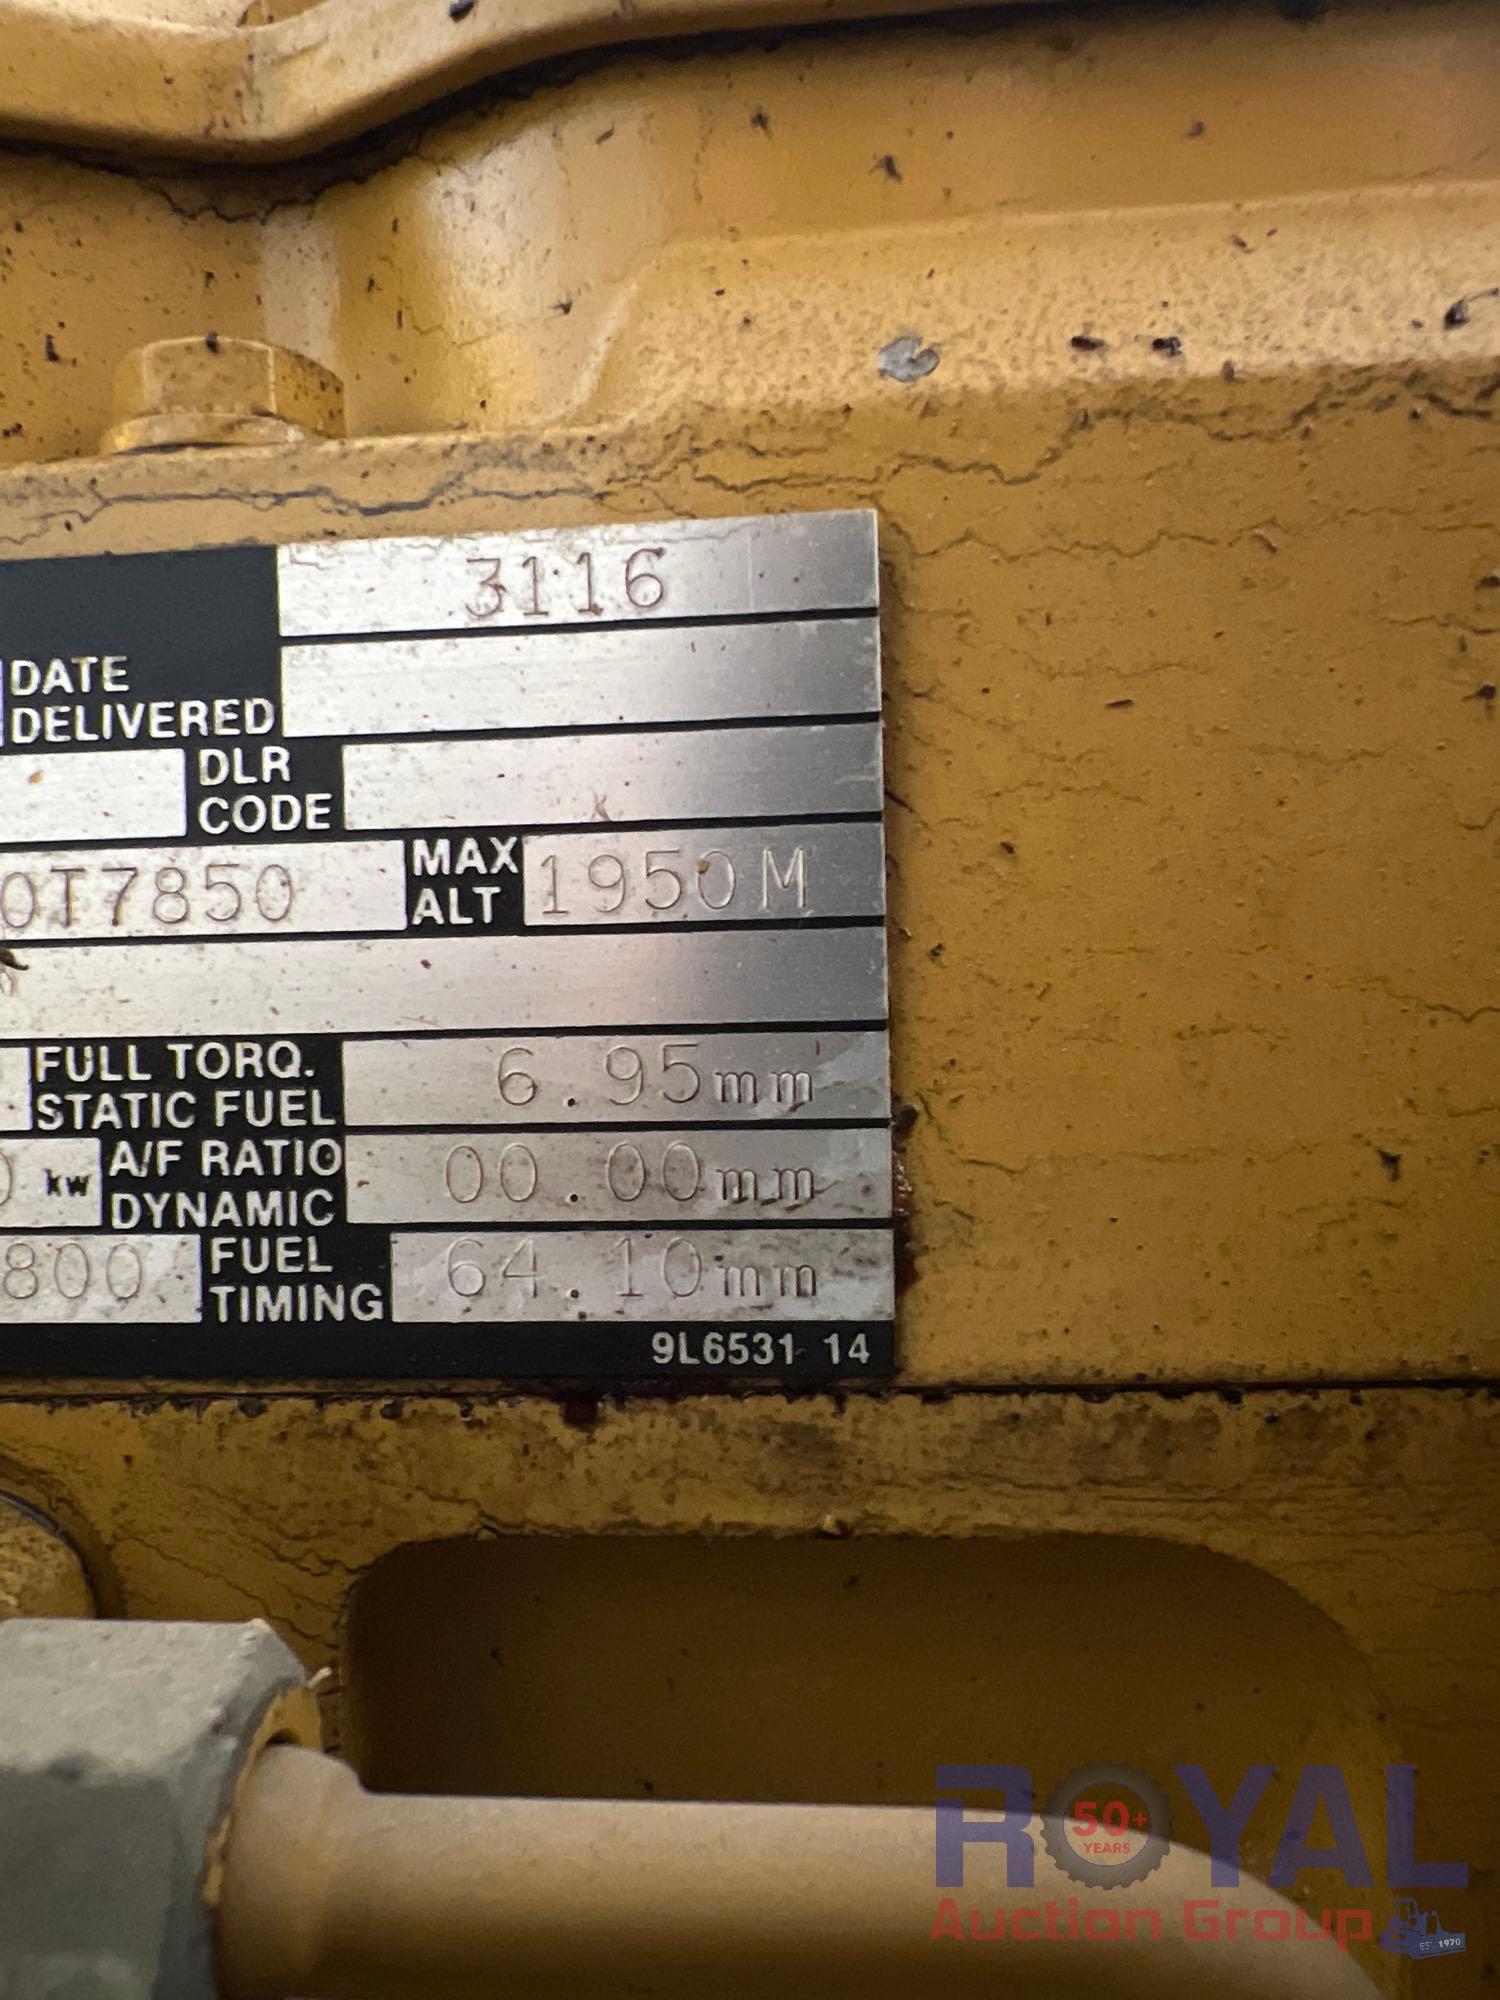 3116
DATE
DELIVERED
DLR
CODE
0T7850
MAX
ALT
1950M
FULL TORQ.
STATIC FUEL
6.95mm
kw
A/F RATIO
DYNAMIC
00.00mm
800
FUEL
TIMING
64.10mm
9L6531 14
ROYAL
50+
YEARS
Auction Group
EST. 1970